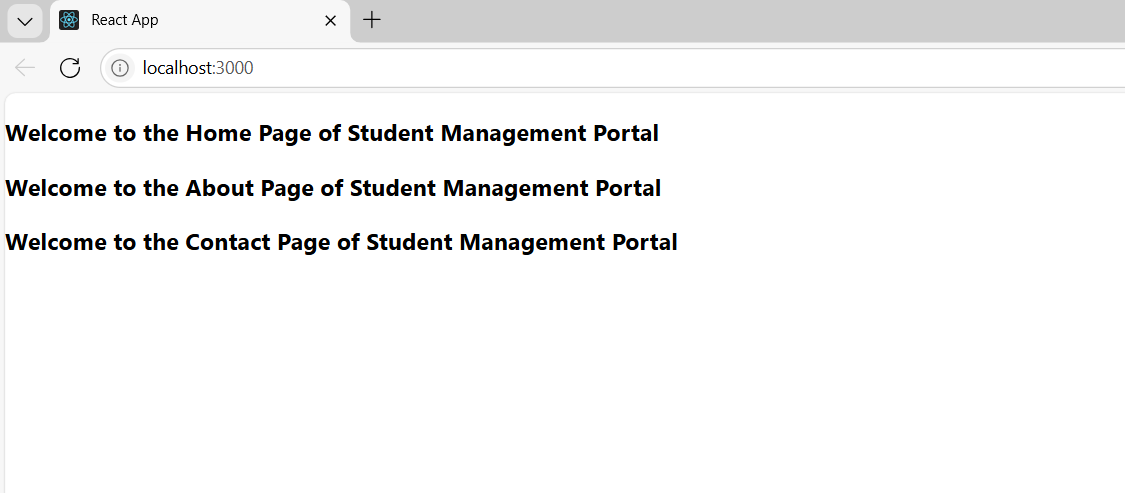 React App
localhost:3000
Welcome to the Home Page of Student Management Portal
Welcome to the About Page of Student Management Portal
Welcome to the Contact Page of Student Management Portal